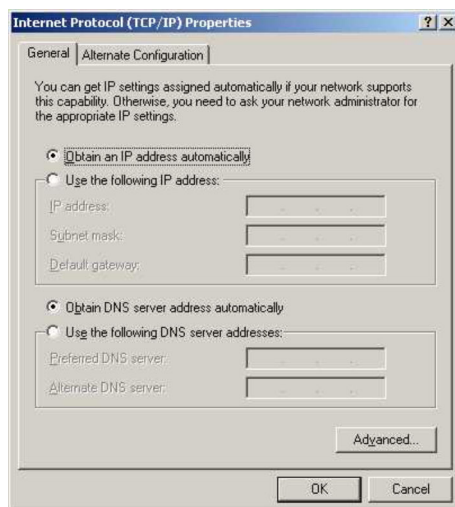 Internet Protocol (TCP/IP) Properties
General
Alternate Configuration
You can get IP settings assigned automatically if your network supports
this capability. Otherwise, you need to ask your network administrator for
the appropriate IP settings.
Obtain an IP address automatically
Use the following IP address:
IP address:
Subnet mask:
Default gateway:
Obtain DNS server address automatically
Use the following DNS server addresses:
Preferred DNS server:
Alternate DNS server:
Advanced...
OK
Cancel